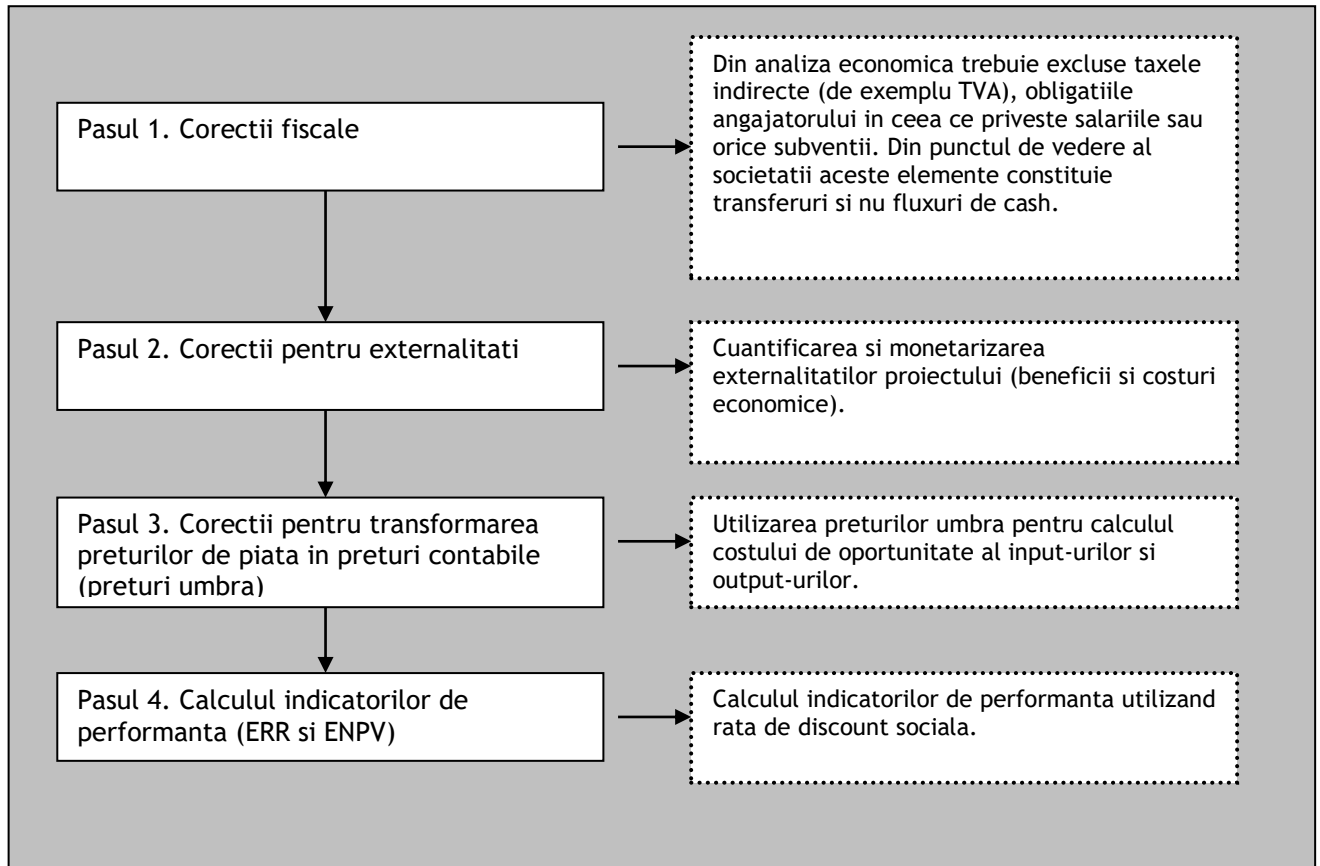 Pasul 1. Corectii fiscale
Din analiza economica trebuie excluse taxele
indirecte (de exemplu TVA), obligatiile
angajatorului in ceea ce priveste salariile sau
orice subventii. Din punctul de vedere al
societatii aceste elemente constituie
transferuri si nu fluxuri de cash.
Pasul 2. Corectii pentru externalitati
Cuantificarea si monetarizarea
externalitatilor proiectului (beneficii si costuri
economice).
Pasul 3. Corectii pentru transformarea
preturilor de piata in preturi contabile
(preturi umbra)
Utilizarea preturilor umbra pentru calculul
costului de oportunitate al input-urilor si
output-urilor.
Pasul 4. Calculul indicatorilor de
performanta (ERR si ENPV)
Calculul indicatorilor de performanta utilizand
rata de discount sociala.